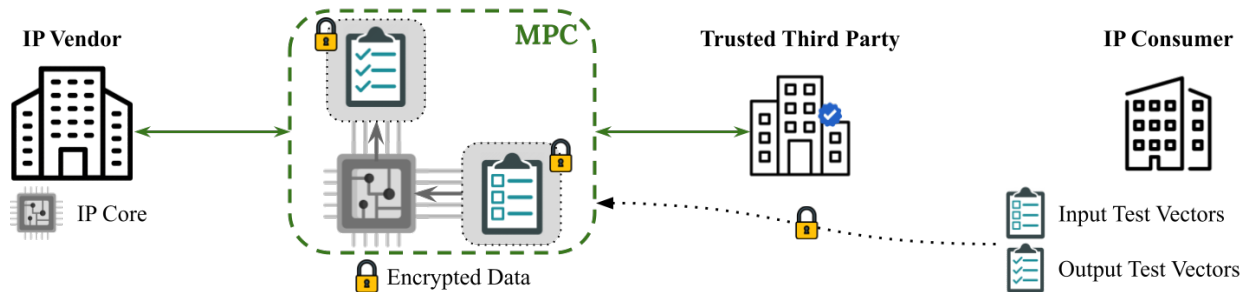 IP Vendor
MPC
Trusted Third Party
IP Consumer
IP Core
Input Test Vectors
Encrypted Data
Output Test Vectors